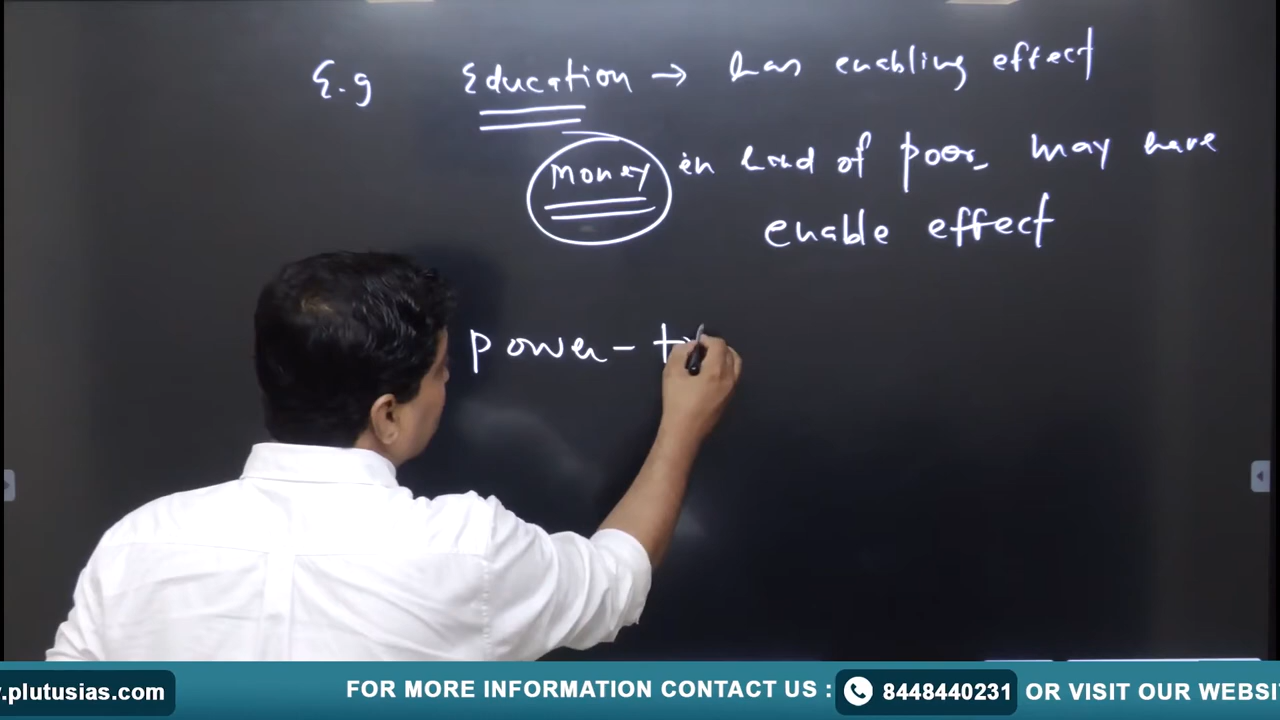 E.g Education → has enabling effect
Money in hand of poor, may have
enable effect
power - t
.plutusias.com
FOR MORE INFORMATION CONTACT US : 8448440231 OR VISIT OUR WEBSI